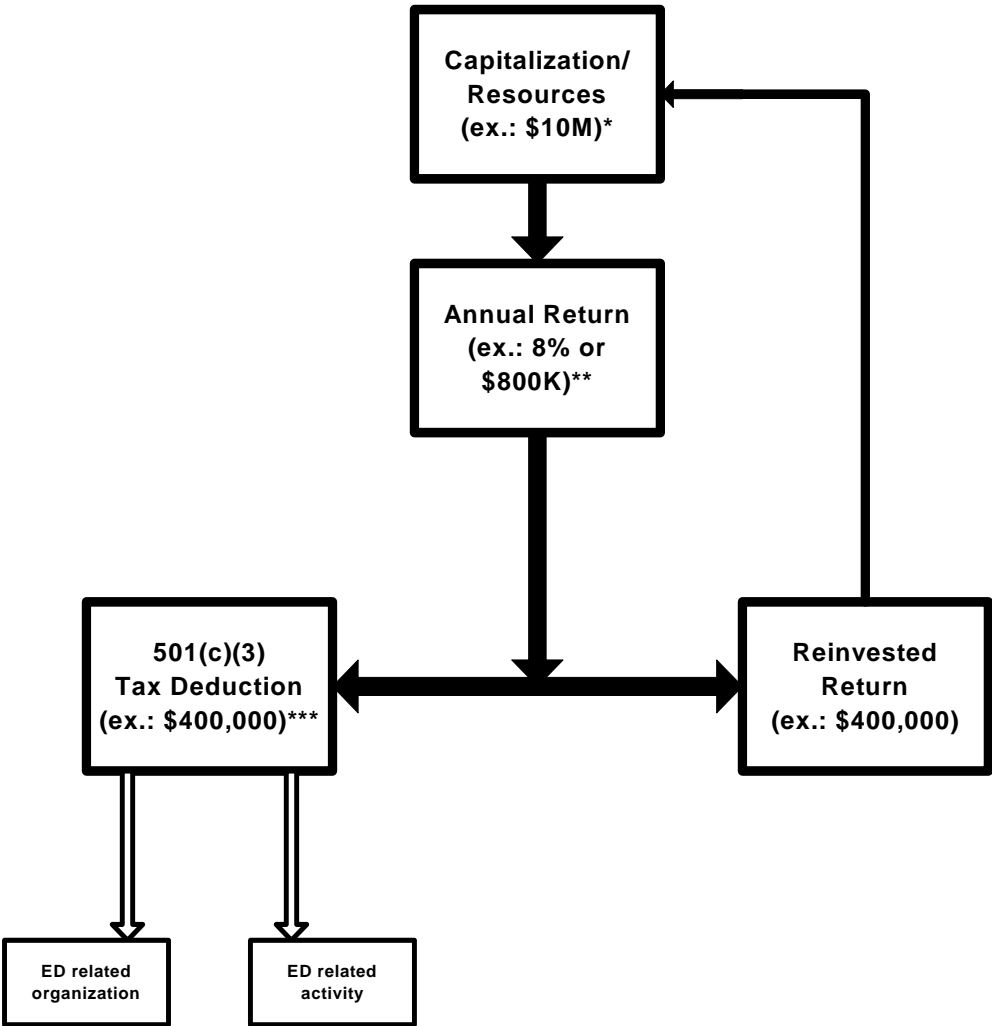 Capitalization/
Resources
(ex.: $10M)*
Annual Return
(ex.: 8% or
$800K)**
501(c)(3)
Tax Deduction
(ex.: $400,000)***
Reinvested
Return
(ex.: $400,000)
ED related
organization
ED related
activity